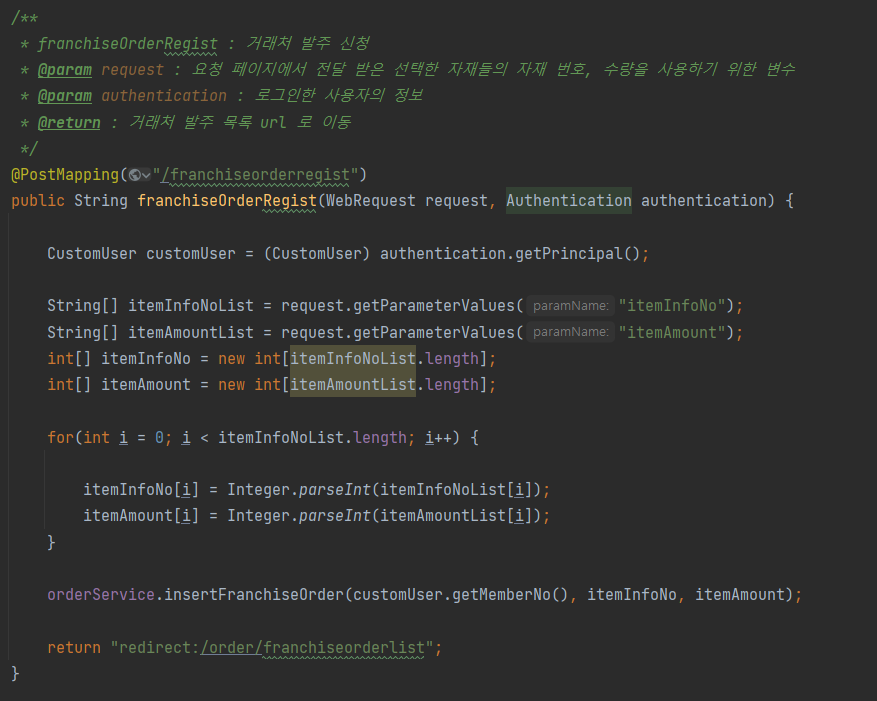 /**
 * franchiseOrderRegist : 거래처 발주 신청
 * @param request : 요청 페이지에서 전달 받은 선택한 자재들의 자재 번호, 수량을 사용하기 위한 변수
 * @param authentication : 로그인한 사용자의 정보
 * @return : 거래처 발주 목록 url 로 이동
 */
@PostMapping("/franchiseorderregist")
public String franchiseOrderRegist(WebRequest request, Authentication authentication) {
CustomUser customUser = (CustomUser) authentication.getPrincipal();
String[] itemInfoNoList = request.getParameterValues( paramName: "itemInfoNo");
String[] itemAmountList = request.getParameterValues( paramName: "itemAmount");
int[] itemInfoNo = new int[itemInfoNoList.length];
int[] itemAmount = new int[itemAmountList.length];
for(int i = 0; i < itemInfoNoList.length; i++) {
itemInfoNo[i] = Integer.parseInt(itemInfoNoList[i]);
itemAmount[i] = Integer.parseInt(itemAmountList[i]);
}
orderService.insertFranchiseOrder(customUser.getMemberNo(), itemInfoNo, itemAmount);
return "redirect:/order/franchiseorderlist";
}